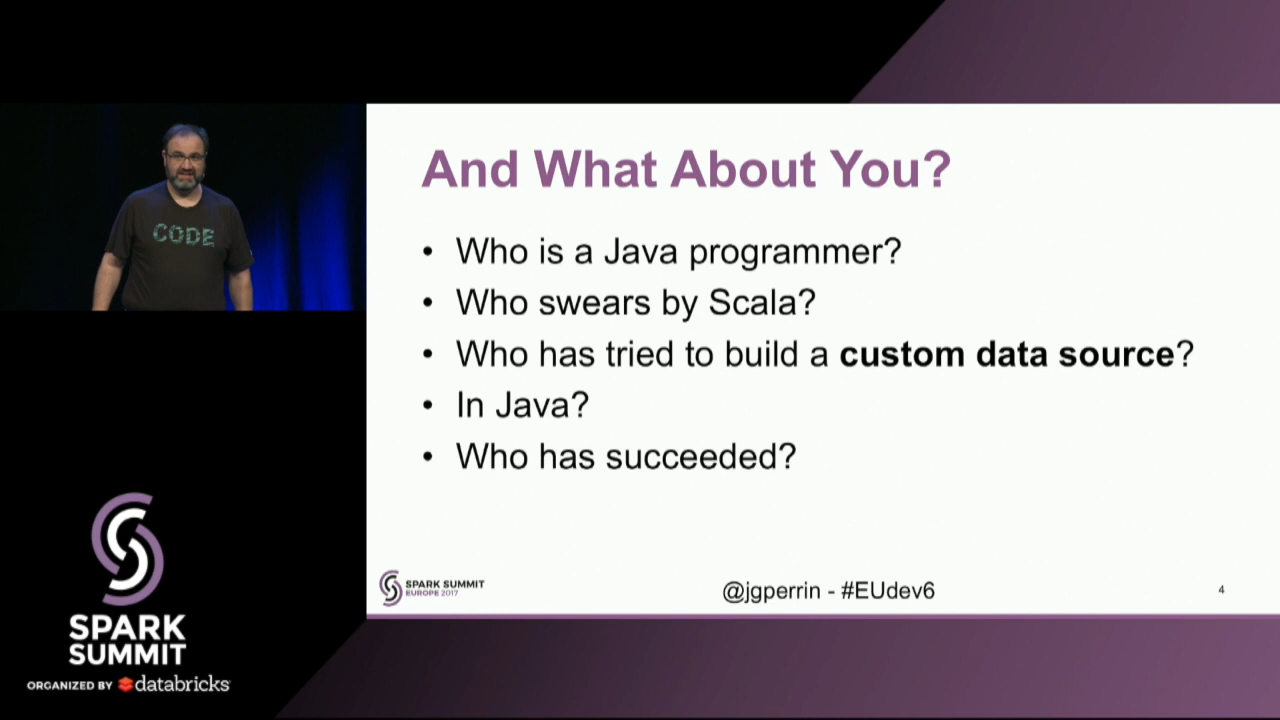 CODE
And What About You?
• Who is a Java programmer?
• Who swears by Scala?
• Who has tried to build a custom data source?
• In Java?
• Who has succeeded?
SPARK SUMMIT
EUROPE 2017
@jgperrin - #EUdev6
4
SPARK
SUMMIT
ORGANIZED BY databricks